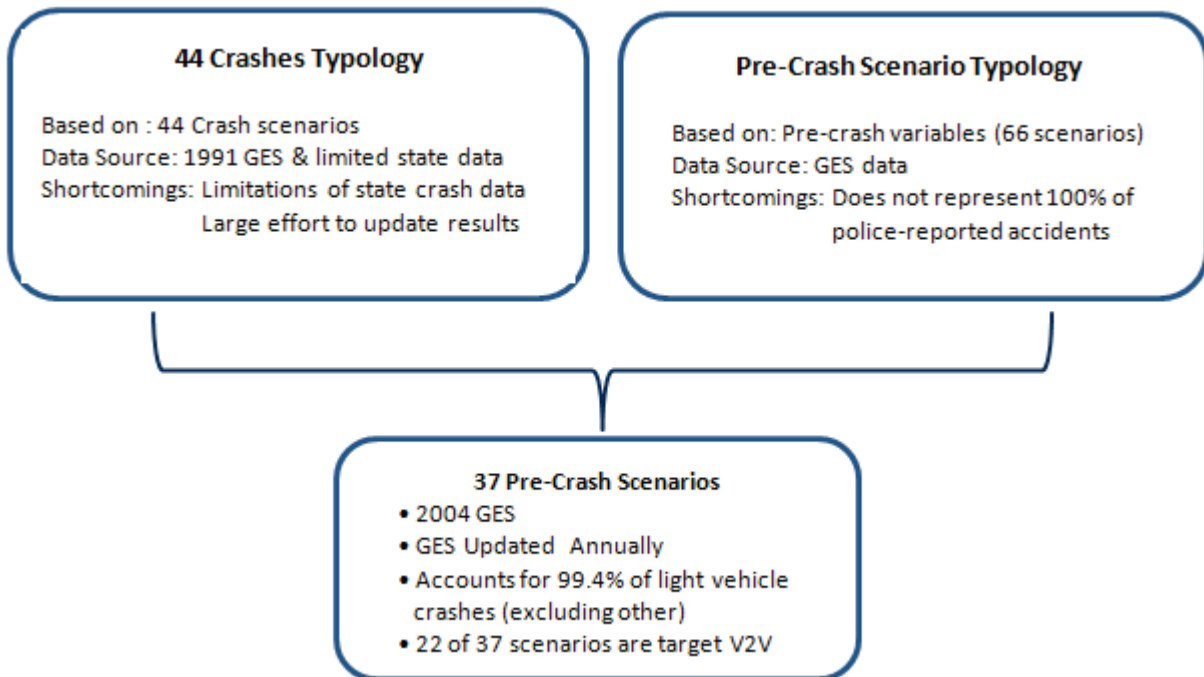 44 Crashes Typology
Based on : 44 Crash scenarios
Data Source: 1991 GES & limited state data
Shortcomings: Limitations of state crash data
Large effort to update results
Pre-Crash Scenario Typology
Based on: Pre-crash variables (66 scenarios)
Data Source: GES data
Shortcomings: Does not represent 100% of
police-reported accidents
37 Pre-Crash Scenarios
• 2004 GES
• GES Updated Annually
• Accounts for 99.4% of light vehicle
crashes (excluding other)
• 22 of 37 scenarios are target V2V